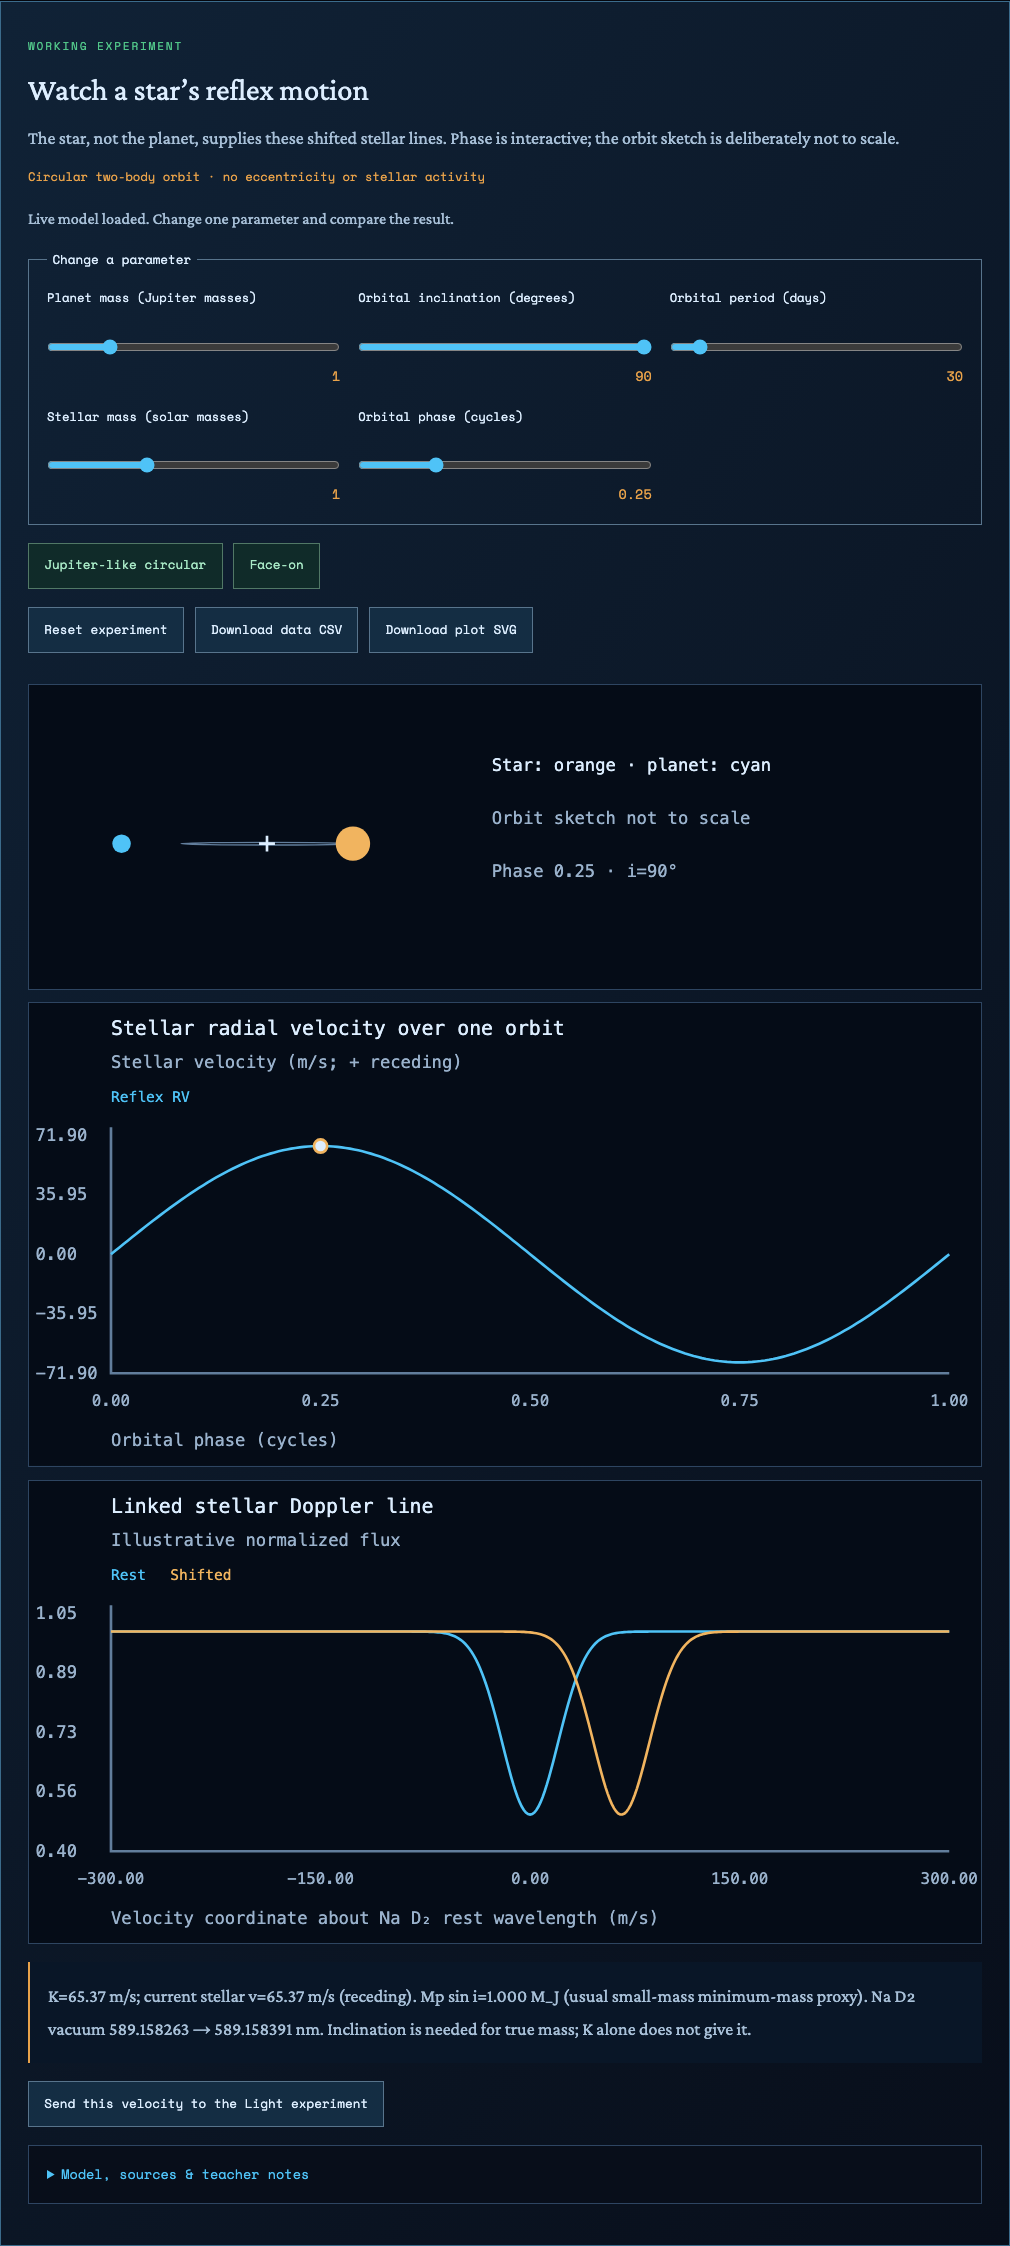 WORKING EXPERIMENT
Watch a star’s reflex motion
The star, not the planet, supplies these shifted stellar lines. Phase is interactive; the orbit sketch is deliberately not to scale.
Circular two-body orbit · no eccentricity or stellar activity
Live model loaded. Change one parameter and compare the result.
Change a parameter
Planet mass (Jupiter masses)
1
Orbital inclination (degrees)
90
Orbital period (days)
30
Stellar mass (solar masses)
1
Orbital phase (cycles)
0.25
Jupiter-like circular
Face-on
Reset experiment
Download data CSV
Download plot SVG
Star: orange · planet: cyan
Orbit sketch not to scale
Phase 0.25 · i=90°
Stellar radial velocity over one orbit
Stellar velocity (m/s; + receding)
Reflex RV
71.90
35.95
0.00
−35.95
−71.90
0.00 0.25 0.50 0.75 1.00
Orbital phase (cycles)
Linked stellar Doppler line
Illustrative normalized flux
Rest Shifted
1.05
0.89
0.73
0.56
0.40
−300.00 −150.00 0.00 150.00 300.00
Velocity coordinate about Na D₂ rest wavelength (m/s)
K=65.37 m/s; current stellar v=65.37 m/s (receding). Mp sin i=1.000 M_J (usual small-mass minimum-mass proxy). Na D2
vacuum 589.158263 → 589.158391 nm. Inclination is needed for true mass; K alone does not give it.
Send this velocity to the Light experiment
▶ Model, sources & teacher notes